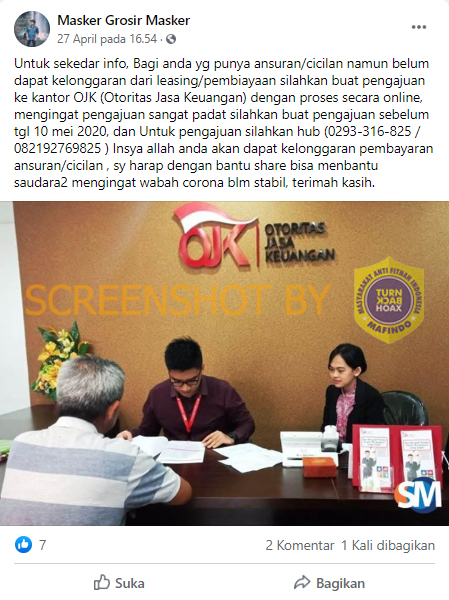 Masker Grosir Masker
27 April pada 16.54 ·
Untuk sekedar info, Bagi anda yg punya ansuran/cicilan namun belum
dapat kelonggaran dari leasing/pembiayaan silahkan buat pengajuan
ke kantor OJK (Otoritas Jasa Keuangan) dengan proses secara online,
mengingat pengajuan sangat padat silahkan buat pengajuan sebelum
tgl 10 mei 2020, dan Untuk pengajuan silahkan hub (0293-316-825 /
082192769825 ) Insya allah anda akan dapat kelonggaran pembayaran
ansuran/cicilan , sy harap dengan bantu share bisa menbantu
saudara2 mengingat wabah corona blm stabil, terimah kasih.
OJK
OTORITAS
JASA
KEUANGAN
SCREENSHOT BY
MASYARAKAT ANTI FITNAH INDONESIA
TURN
BACK
HOAX
MAFINDO
SM
7
2 Komentar 1 Kali dibagikan
Suka
Bagikan